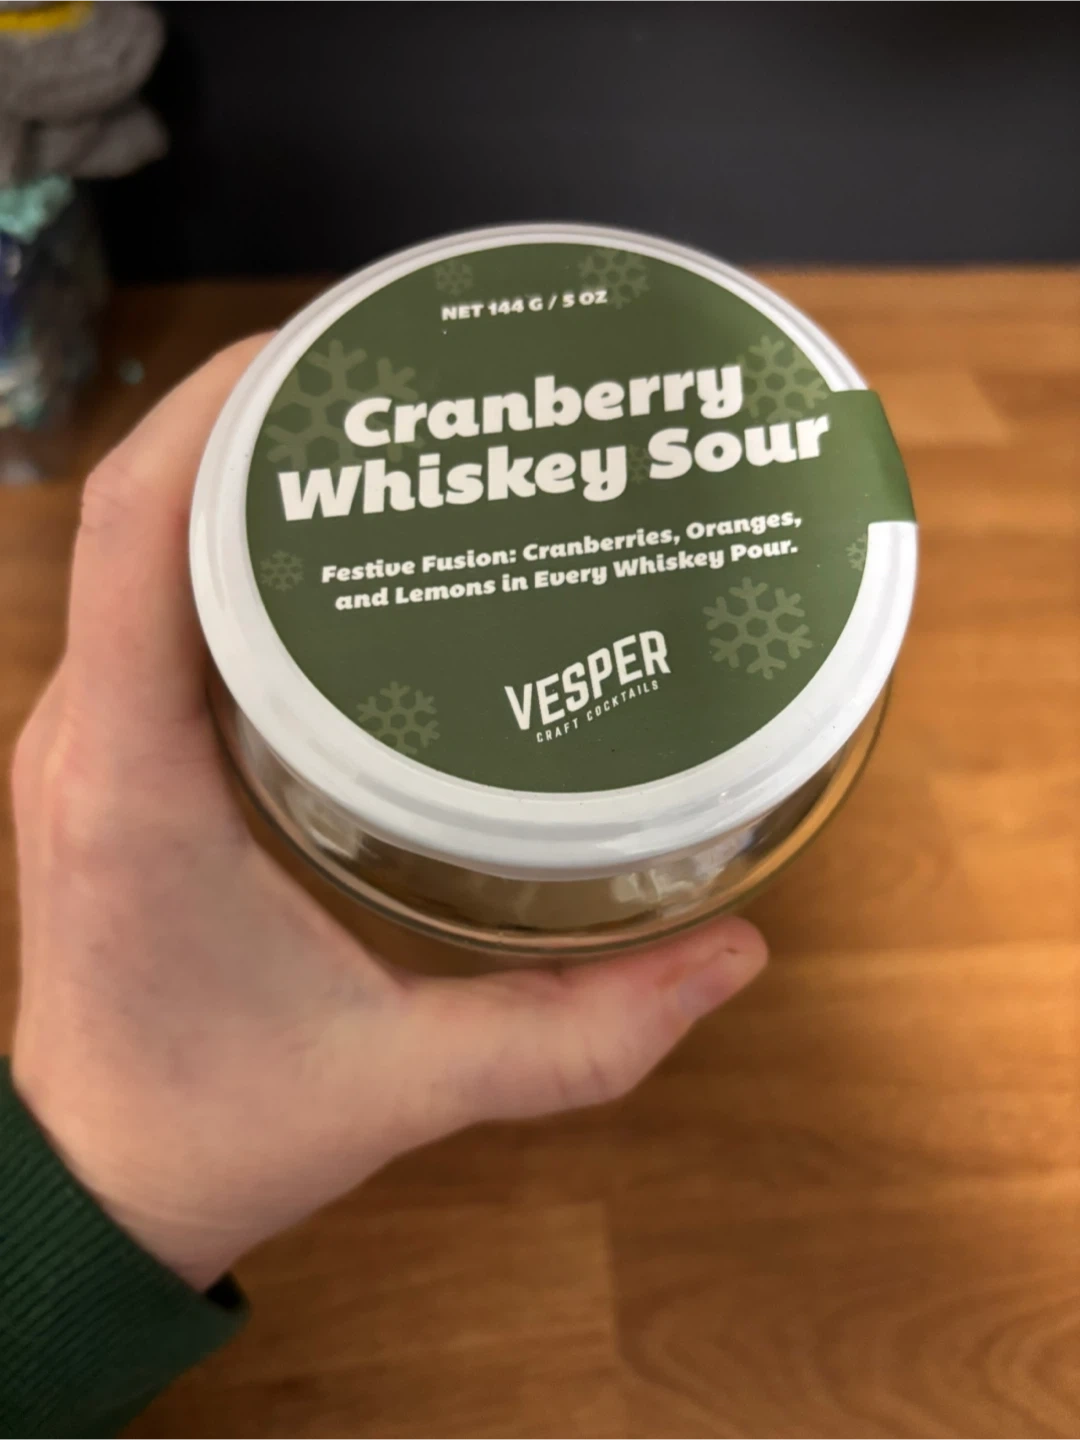 NET 144 G / 5 OZ
Cranberry
Whiskey Sour
Festive Fusion: Cranberries, Oranges,
and Lemons in Every Whiskey Pour.
VESPER
CRAFT COCKTAILS